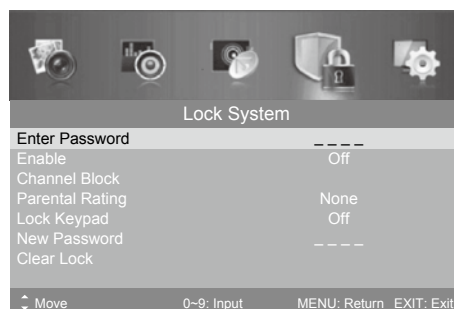 Lock System
Enter Password _ _ _ _
Enable Off
Channel Block
Parental Rating None
Lock Keypad Off
New Password _ _ _ _
Clear Lock
Move 0~9: Input MENU: Return EXIT: Exit